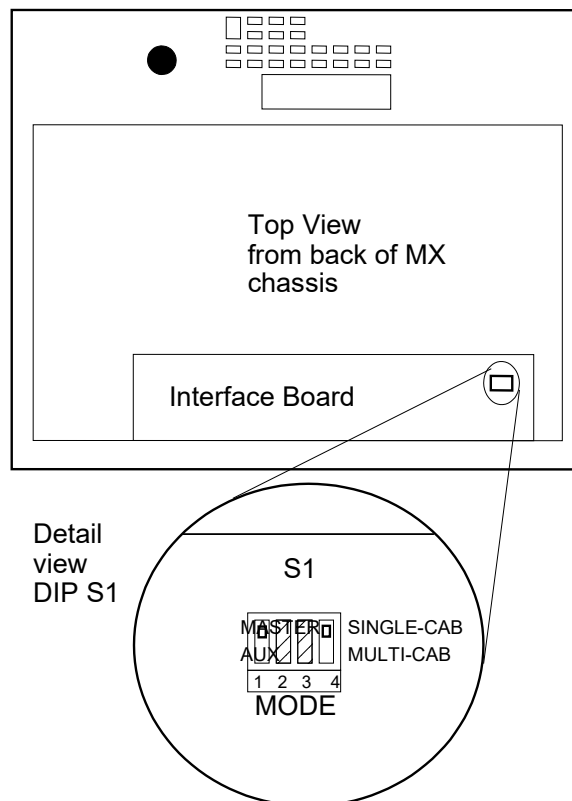 Top View
from back of MX
chassis
Interface Board
Detail
view
DIP S1
S1
MASTER SINGLE-CAB
AUX MULTI-CAB
1 2 3 4
MODE